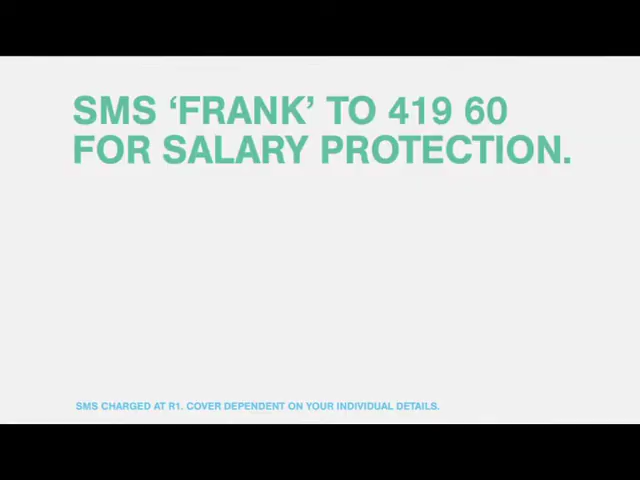 SMS ‘FRANK’ TO 419 60
FOR SALARY PROTECTION.
SMS CHARGED AT R1. COVER DEPENDENT ON YOUR INDIVIDUAL DETAILS.